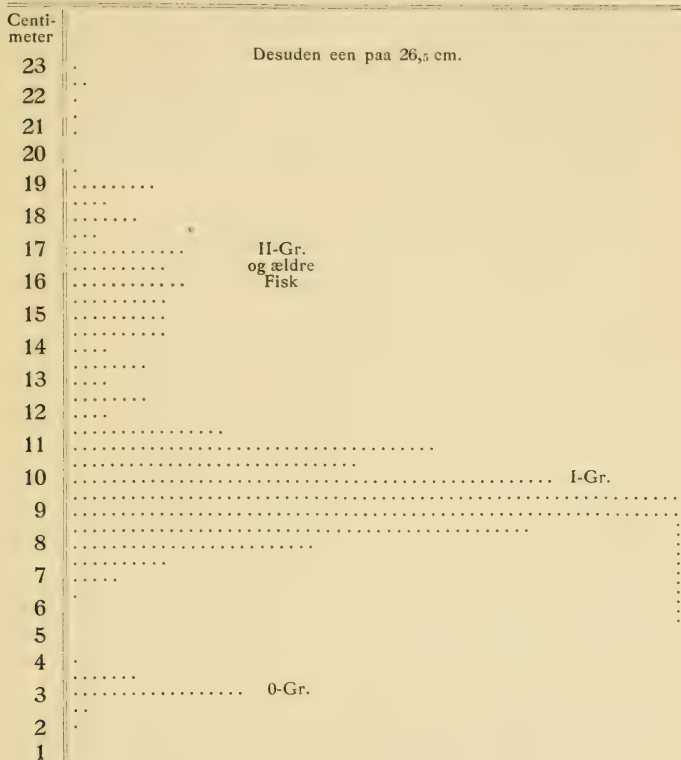 Centi-
meter
Desuden een paa 26,5 cm.
23
22
21
20
19
18
17
II-Gr.
og ældre
16
Fisk
15
14
13
12
11
10
I-Gr.
9
8
7
6
5
4
3
0-Gr.
2
1